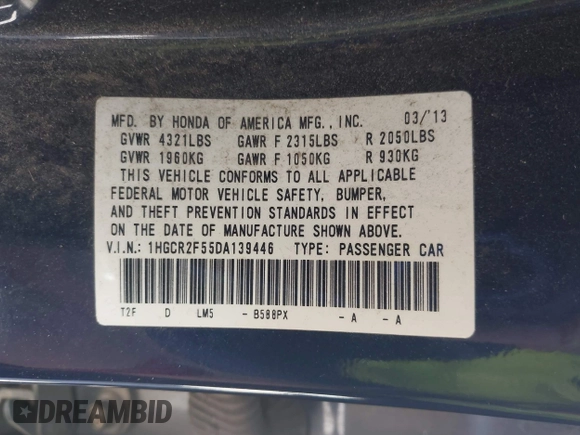 MFD. BY HONDA OF AMERICA MFG., INC. 03/'13
GVWR 4321LBS GAWR F 2315LBS R 2050LBS
GVWR 1960KG GAWR F 1050KG R 930KG
THIS VEHICLE CONFORMS TO ALL APPLICABLE
FEDERAL MOTOR VEHICLE SAFETY, BUMPER,
AND THEFT PREVENTION STANDARDS IN EFFECT
ON THE DATE OF MANUFACTURE SHOWN ABOVE.
V.I.N.: 1HGCR2F55DA139446 TYPE: PASSENGER CAR
T2F D LM5 - B588PX - A - A
DREAMBID